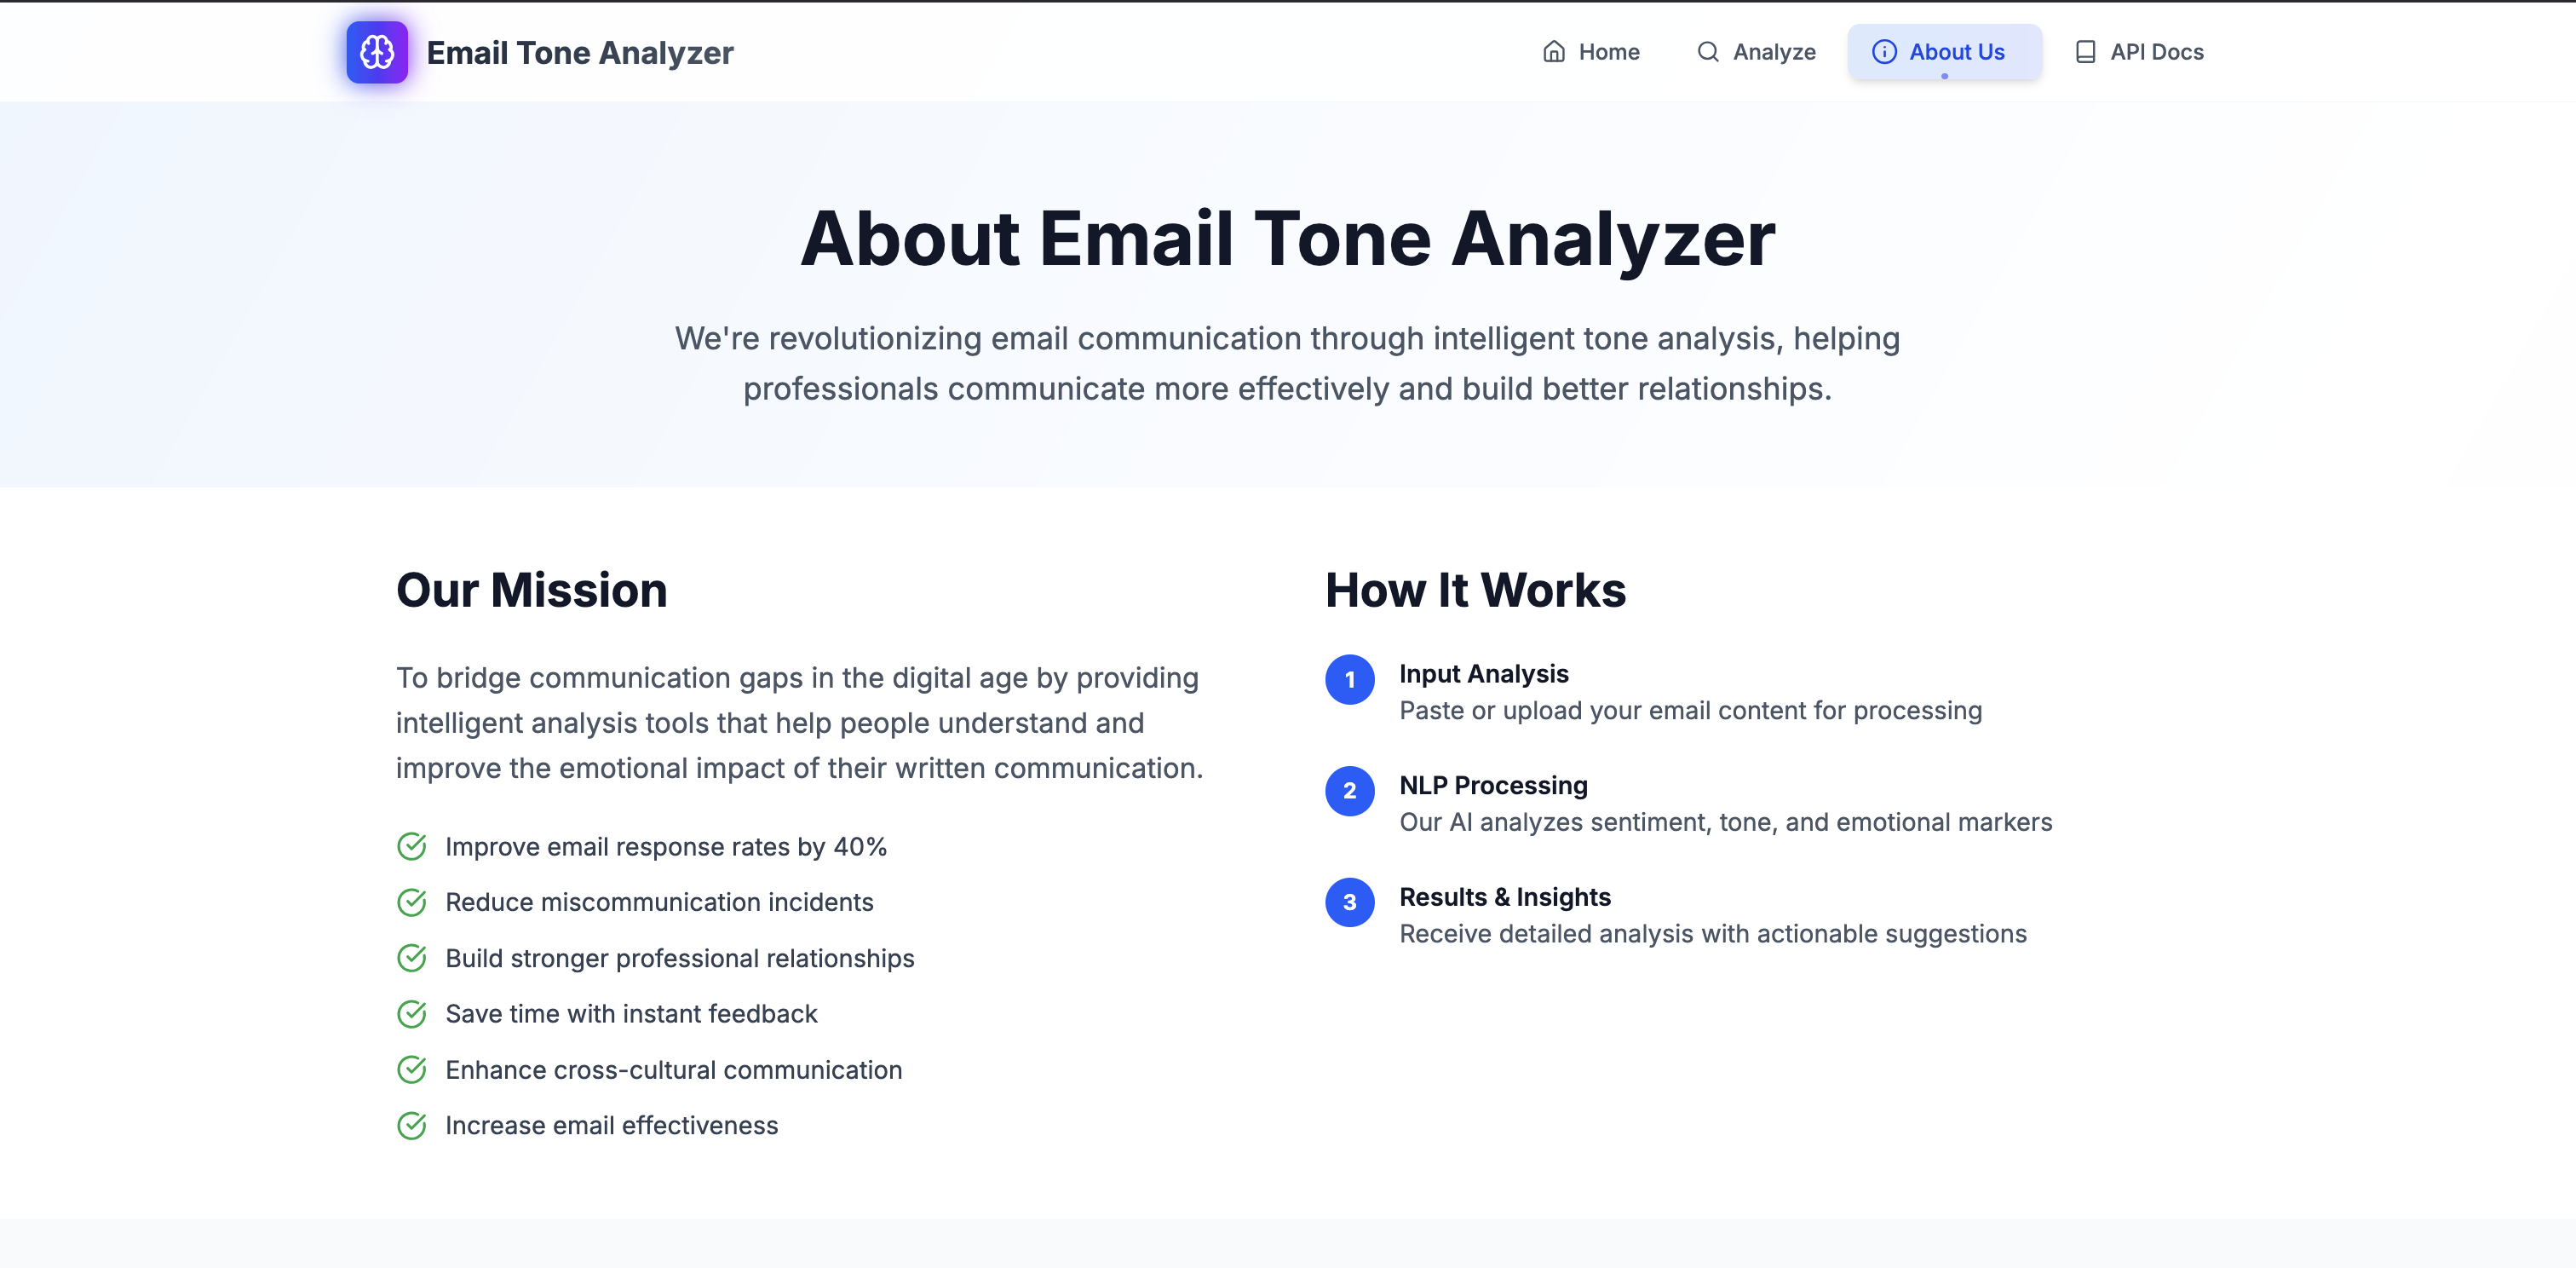 Email Tone Analyzer
Home
Analyze
About Us
API Docs
About Email Tone Analyzer
We're revolutionizing email communication through intelligent tone analysis, helping
professionals communicate more effectively and build better relationships.
Our Mission
To bridge communication gaps in the digital age by providing
intelligent analysis tools that help people understand and
improve the emotional impact of their written communication.
Improve email response rates by 40%
Reduce miscommunication incidents
Build stronger professional relationships
Save time with instant feedback
Enhance cross-cultural communication
Increase email effectiveness
How It Works
1
Input Analysis
Paste or upload your email content for processing
2
NLP Processing
Our AI analyzes sentiment, tone, and emotional markers
3
Results & Insights
Receive detailed analysis with actionable suggestions